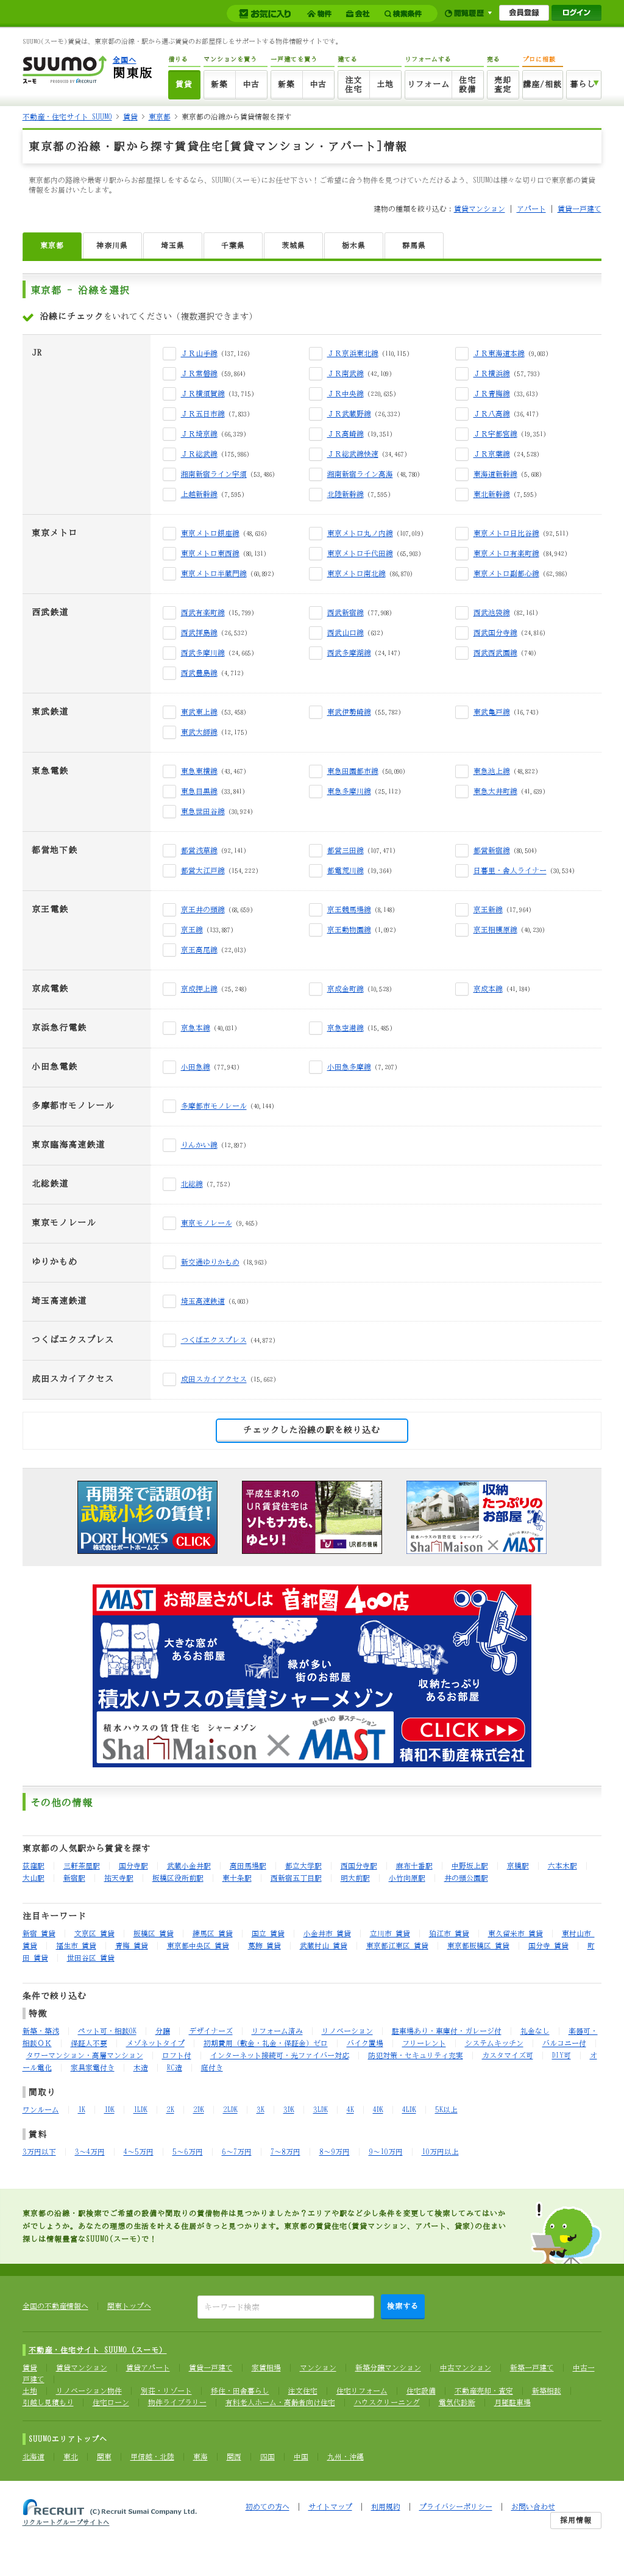 お気に入り 物件 会社 検索条件 閲覧履歴 会員登録 ログイン
SUUMO(スーモ)賃貸は、東京都の沿線・駅から選ぶ賃貸のお部屋探しをサポートする物件情報サイトです。
SUUMO スーモ 全国へ 関東版
借りる マンションを買う 一戸建てを買う 建てる リフォームする 売る プロに相談
賃貸 新築 中古 新築 中古 注文住宅 土地 リフォーム 住宅設備 売却査定 講座/相談 暮らし
不動産・住宅サイト SUUMO > 賃貸 > 東京都 > 東京都の沿線から賃貸情報を探す
東京都の沿線・駅から探す賃貸住宅[賃貸マンション・アパート]情報
東京都内の路線や最寄り駅からお部屋探しをするなら、SUUMO(スーモ)にお任せ下さい！ご希望に合う物件を見つけていただけるよう、SUUMOは様々な切り口で東京都の賃貸情報をお届けいたします。
建物の種類を絞り込む：賃貸マンション | アパート | 賃貸一戸建て
東京都 神奈川県 埼玉県 千葉県 茨城県 栃木県 群馬県
東京都 - 沿線を選択
沿線にチェックをいれてください（複数選択できます）
JR
ＪＲ山手線 (137,126) ＪＲ京浜東北線 (110,115) ＪＲ東海道本線 (9,003)
ＪＲ常磐線 (59,864) ＪＲ南武線 (42,109) ＪＲ横浜線 (57,793)
ＪＲ横須賀線 (13,715) ＪＲ中央線 (220,635) ＪＲ青梅線 (33,613)
ＪＲ五日市線 (7,833) ＪＲ武蔵野線 (26,332) ＪＲ八高線 (36,417)
ＪＲ埼京線 (66,329) ＪＲ高崎線 (19,351) ＪＲ宇都宮線 (19,351)
ＪＲ総武線 (175,986) ＪＲ総武線快速 (34,467) ＪＲ京葉線 (24,528)
湘南新宿ライン宇須 (53,486) 湘南新宿ライン高海 (48,780) 東海道新幹線 (5,608)
上越新幹線 (7,595) 北陸新幹線 (7,595) 東北新幹線 (7,595)
東京メトロ
東京メトロ銀座線 (48,636) 東京メトロ丸ノ内線 (107,019) 東京メトロ日比谷線 (92,511)
東京メトロ東西線 (80,131) 東京メトロ千代田線 (65,903) 東京メトロ有楽町線 (84,942)
東京メトロ半蔵門線 (60,892) 東京メトロ南北線 (86,870) 東京メトロ副都心線 (62,986)
西武鉄道
西武有楽町線 (15,799) 西武新宿線 (77,908) 西武池袋線 (82,161)
西武拝島線 (26,532) 西武山口線 (632) 西武国分寺線 (24,816)
西武多摩川線 (24,665) 西武多摩湖線 (24,147) 西武西武園線 (740)
西武豊島線 (4,712)
東武鉄道
東武東上線 (53,458) 東武伊勢崎線 (55,782) 東武亀戸線 (16,743)
東武大師線 (12,175)
東急電鉄
東急東横線 (43,467) 東急田園都市線 (50,090) 東急池上線 (48,872)
東急目黒線 (33,841) 東急多摩川線 (25,112) 東急大井町線 (41,639)
東急世田谷線 (30,924)
都営地下鉄
都営浅草線 (92,141) 都営三田線 (107,471) 都営新宿線 (80,504)
都営大江戸線 (154,222) 都電荒川線 (19,364) 日暮里・舎人ライナー (30,534)
京王電鉄
京王井の頭線 (68,659) 京王競馬場線 (8,148) 京王新線 (17,964)
京王線 (133,887) 京王動物園線 (1,092) 京王相模原線 (40,230)
京王高尾線 (22,013)
京成電鉄
京成押上線 (25,248) 京成金町線 (10,528) 京成本線 (41,184)
京浜急行電鉄
京急本線 (40,031) 京急空港線 (15,485)
小田急電鉄
小田急線 (77,943) 小田急多摩線 (7,307)
多摩都市モノレール
多摩都市モノレール (40,144)
東京臨海高速鉄道
りんかい線 (12,897)
北総鉄道
北総線 (7,752)
東京モノレール
東京モノレール (9,465)
ゆりかもめ
新交通ゆりかもめ (18,963)
埼玉高速鉄道
埼玉高速鉄道 (6,003)
つくばエクスプレス
つくばエクスプレス (44,872)
成田スカイアクセス
成田スカイアクセス (15,662)
チェックした沿線の駅を絞り込む
再開発で話題の街
武蔵小杉の賃貸！
PORT HOMES
株式会社ポートホームズ
CLICK
平成生まれの
UR賃貸住宅は
ソトもナカも、
ゆとり！
UR都市機構
収納たっぷりのお部屋
積水ハウスの賃貸住宅 シャーメゾン
Sha Maison × MAST
MAST お部屋さがしは 首都圏400店
大きな窓があるお部屋
公園が多い街のお部屋
収納たっぷりあるお部屋
積水ハウスの賃貸シャーメゾン
積水ハウスの賃貸住宅 シャーメゾン
Sha Maison × 住まいの夢ステーション MAST
CLICK
積和不動産株式会社
その他の情報
東京都の人気駅から賃貸を探す
荻窪駅 三軒茶屋駅 国分寺駅 武蔵小金井駅 高田馬場駅 都立大学駅 西国分寺駅 麻布十番駅 中野坂上駅 京橋駅 六本木駅
大山駅 新宿駅 祐天寺駅 板橋区役所前駅 東十条駅 西新宿五丁目駅 明大前駅 小竹向原駅 井の頭公園駅
注目キーワード
新宿 賃貸 文京区 賃貸 板橋区 賃貸 練馬区 賃貸 国立 賃貸 小金井市 賃貸 立川市 賃貸 狛江市 賃貸 東久留米市 賃貸 東村山市
賃貸 福生市 賃貸 青梅 賃貸 東京都中央区 賃貸 葛飾 賃貸 武蔵村山 賃貸 東京都江東区 賃貸 東京都板橋区 賃貸 国分寺 賃貸 町
田 賃貸 世田谷区 賃貸
条件で絞り込む
特徴
新築・築浅 ペット可・相談OK 分譲 デザイナーズ リフォーム済み リノベーション 駐車場あり・車庫付・ガレージ付 礼金なし 楽器可・
相談ＯＫ 保証人不要 メゾネットタイプ 初期費用（敷金・礼金・保証金）ゼロ バイク置場 フリーレント システムキッチン バルコニー付
タワーマンション・高層マンション ロフト付 インターネット接続可・光ファイバー対応 防犯対策・セキュリティ充実 カスタマイズ可 DIY可 オ
ール電化 家具家電付き 木造 RC造 庭付き
間取り
ワンルーム 1K 1DK 1LDK 2K 2DK 2LDK 3K 3DK 3LDK 4K 4DK 4LDK 5K以上
賃料
3万円以下 3～4万円 4～5万円 5～6万円 6～7万円 7～8万円 8～9万円 9～10万円 10万円以上
東京都の沿線・駅検索でご希望の設備や間取りの賃借物件は見つかりましたか？エリアや駅など少し条件を変更して検索してみてはいかがでしょうか。あなたの理想の生活を叶える住居がきっと見つかります。東京都の賃貸住宅(賃貸マンション、アパート、貸家)の住まい探しは情報豊富なSUUMO(スーモ)で！
全国の不動産情報へ 関東トップへ キーワード検索 検索する
不動産・住宅サイト SUUMO（スーモ）
賃貸 賃貸マンション 賃貸アパート 賃貸一戸建て 家賃相場 マンション 新築分譲マンション 中古マンション 新築一戸建て 中古一戸建て
土地 リノベーション物件 別荘・リゾート 移住・田舎暮らし 注文住宅 住宅リフォーム 住宅設備 不動産売却・査定 新築相談
引越し見積もり 住宅ローン 物件ライブラリー 有料老人ホーム・高齢者向け住宅 ハウスクリーニング 電気代診断 月極駐車場
SUUMOエリアトップへ
北海道 東北 関東 甲信越・北陸 東海 関西 四国 中国 九州・沖縄
RECRUIT (C)Recruit Sumai Company Ltd.
リクルートグループサイトへ
初めての方へ | サイトマップ | 利用規約 | プライバシーポリシー | お問い合わせ
採用情報